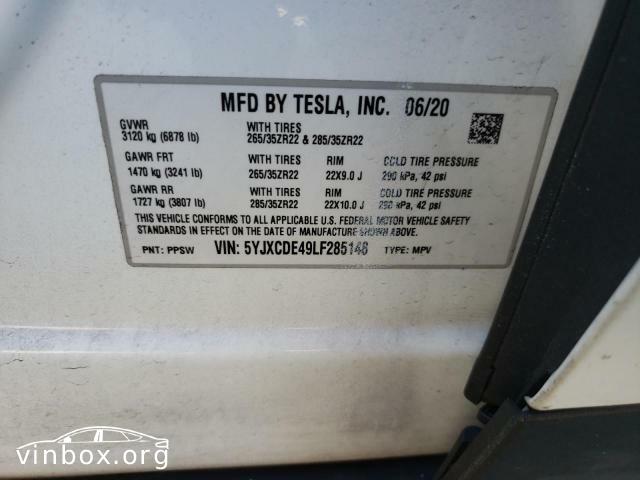 MFD BY TESLA, INC. 06/20
GVWR WITH TIRES
3120 kg (6878 lb) 265/35ZR22 & 285/35ZR22
GAWR FRT WITH TIRES RIM COLD TIRE PRESSURE
1470 kg (3241 lb) 265/35ZR22 22X9.0 J 290 kPa, 42 psi
GAWR RR WITH TIRES RIM COLD TIRE PRESSURE
1727 kg (3807 lb) 285/35ZR22 22X10.0 J 290 kPa, 42 psi
THIS VEHICLE CONFORMS TO ALL APPLICABLE U.S. FEDERAL MOTOR VEHICLE SAFETY
STANDARDS IN EFFECT ON THE DATE OF MANUFACTURE SHOWN ABOVE.
PNT: PPSW VIN: 5YJXCDE49LF285148 TYPE: MPV
vinbox.org